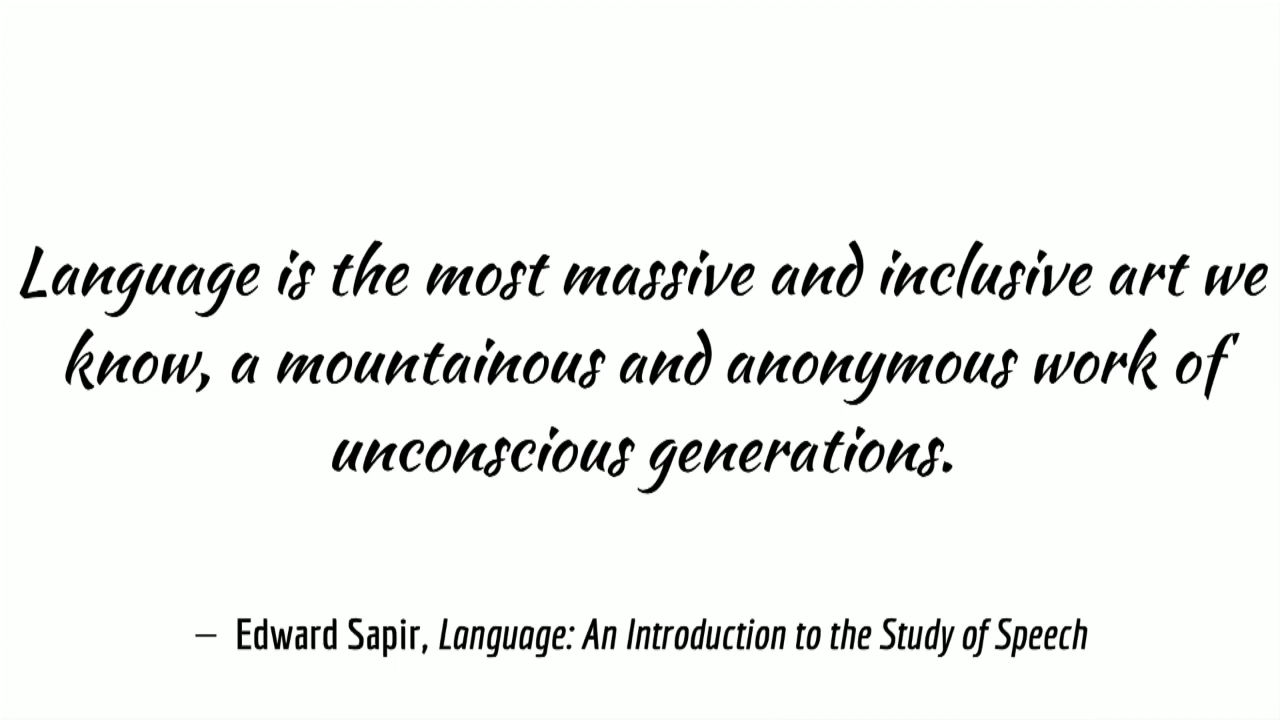 Language is the most massive and inclusive art we
know, a mountainous and anonymous work of
unconscious generations.
– Edward Sapir, Language: An Introduction to the Study of Speech